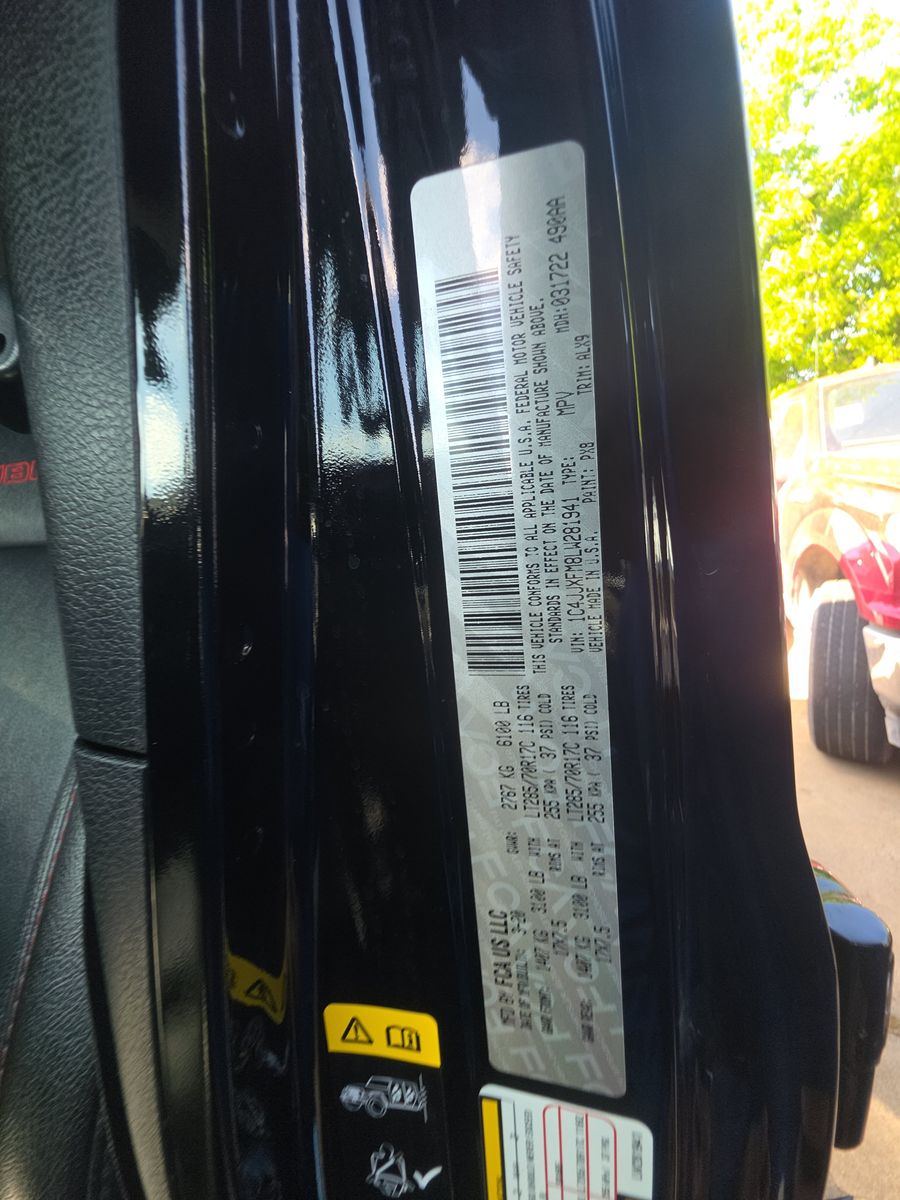 MFD BY FCA US LLC
DATE OF MFR: 3-20 GVWR: 2767 KG 6100 LB
GAWR FRONT: 1407 KG 3100 LB WITH LT285/70R17C 116 TIRES
17X7.5 RIMS AT 255 KPA ( 37 PSI) COLD
GAWR REAR: 1407 KG 3100 LB WITH LT285/70R17C 116 TIRES
17X7.5 RIMS AT 255 KPA ( 37 PSI) COLD
THIS VEHICLE CONFORMS TO ALL APPLICABLE U.S.A. FEDERAL MOTOR VEHICLE SAFETY
STANDARDS IN EFFECT ON THE DATE OF MANUFACTURE SHOWN ABOVE.
VIN: 1C4JJXFM8LW281941 TYPE: MPV MDH:031722 490AA
VEHICLE MADE IN U.S.A. PAINT: PX8 TRIM: ALX9